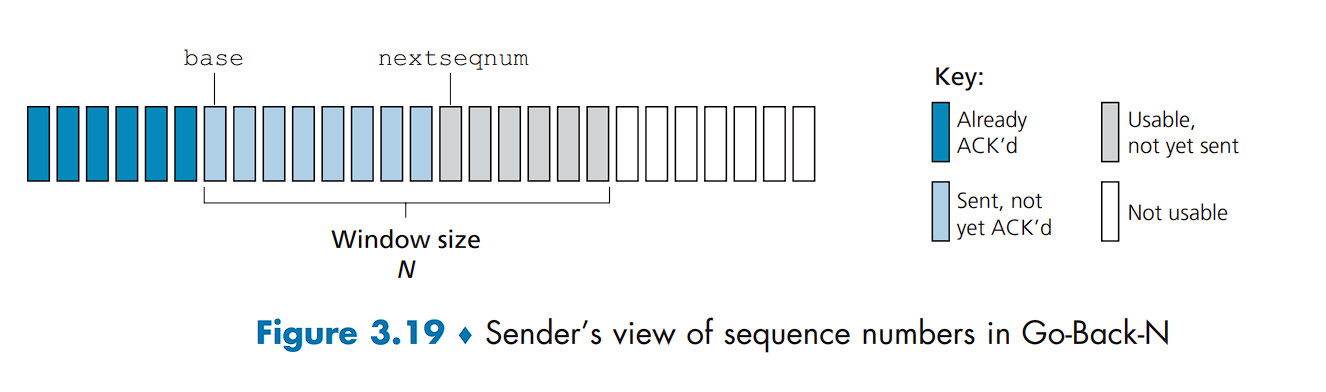 base
nextseqnum
Window size
N
Key:
Already
ACK’d
Usable,
not yet sent
Sent, not
yet ACK’d
Not usable
Figure 3.19 ♦ Sender’s view of sequence numbers in Go-Back-N